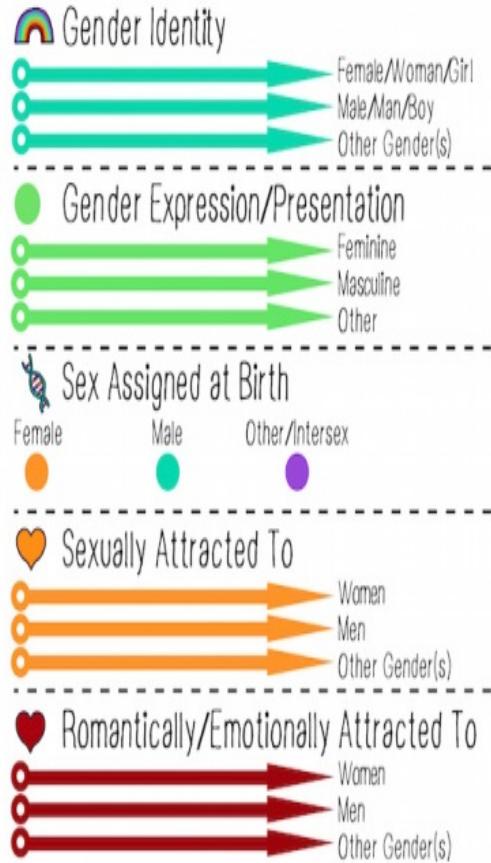 Gender Identity
Female/Woman/Girl
Male/Man/Boy
Other Gender(s)
Gender Expression/Presentation
Feminine
Masculine
Other
Sex Assigned at Birth
Female Male Other/Intersex
Sexually Attracted To
Women
Men
Other Gender(s)
Romantically/Emotionally Attracted To
Women
Men
Other Gender(s)